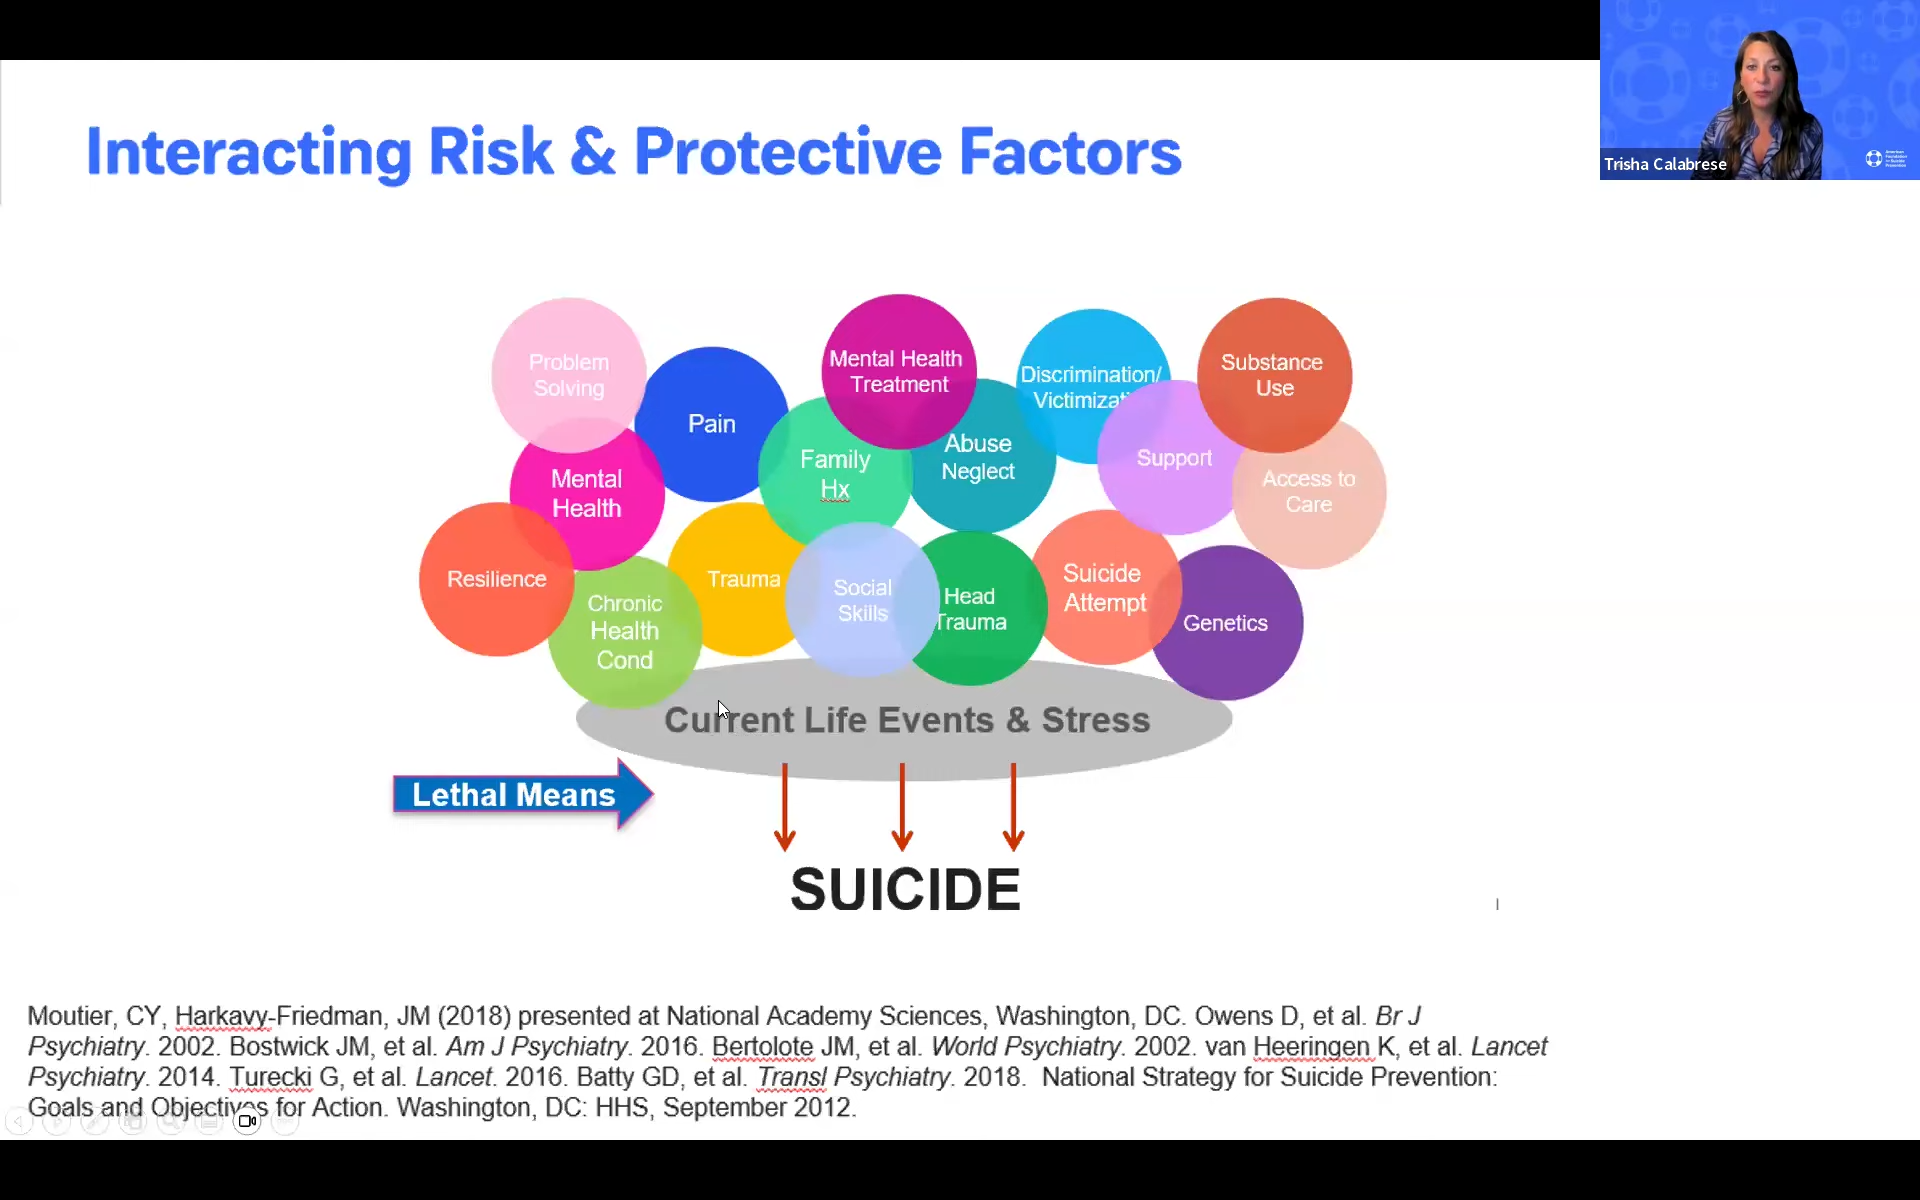 Interacting Risk & Protective Factors
Trisha Calabrese
American
Foundation
for Suicide
Prevention
Problem
Solving
Pain
Mental Health
Treatment
Discrimination/
Substance
Use
Mental
Health
Family
Hx
Abuse
Neglect
Support
Access to
Care
Resilience
Chronic
Health
Cond
Trauma
Social
Skills
Head
Trauma
Suicide
Attempt
Genetics
Current Life Events & Stress
Lethal Means
SUICIDE
Moutier, CY, Harkavy-Friedman, JM (2018) presented at National Academy Sciences, Washington, DC. Owens D, et al. Br J
Psychiatry. 2002. Bostwick JM, et al. Am J Psychiatry. 2016. Bertolote JM, et al. World Psychiatry. 2002. van Heeringen K, et al. Lancet
Psychiatry. 2014. Turecki G, et al. Lancet. 2016. Batty GD, et al. Transl Psychiatry. 2018. National Strategy for Suicide Prevention:
Goals and Objectives for Action. Washington, DC: HHS, September 2012.